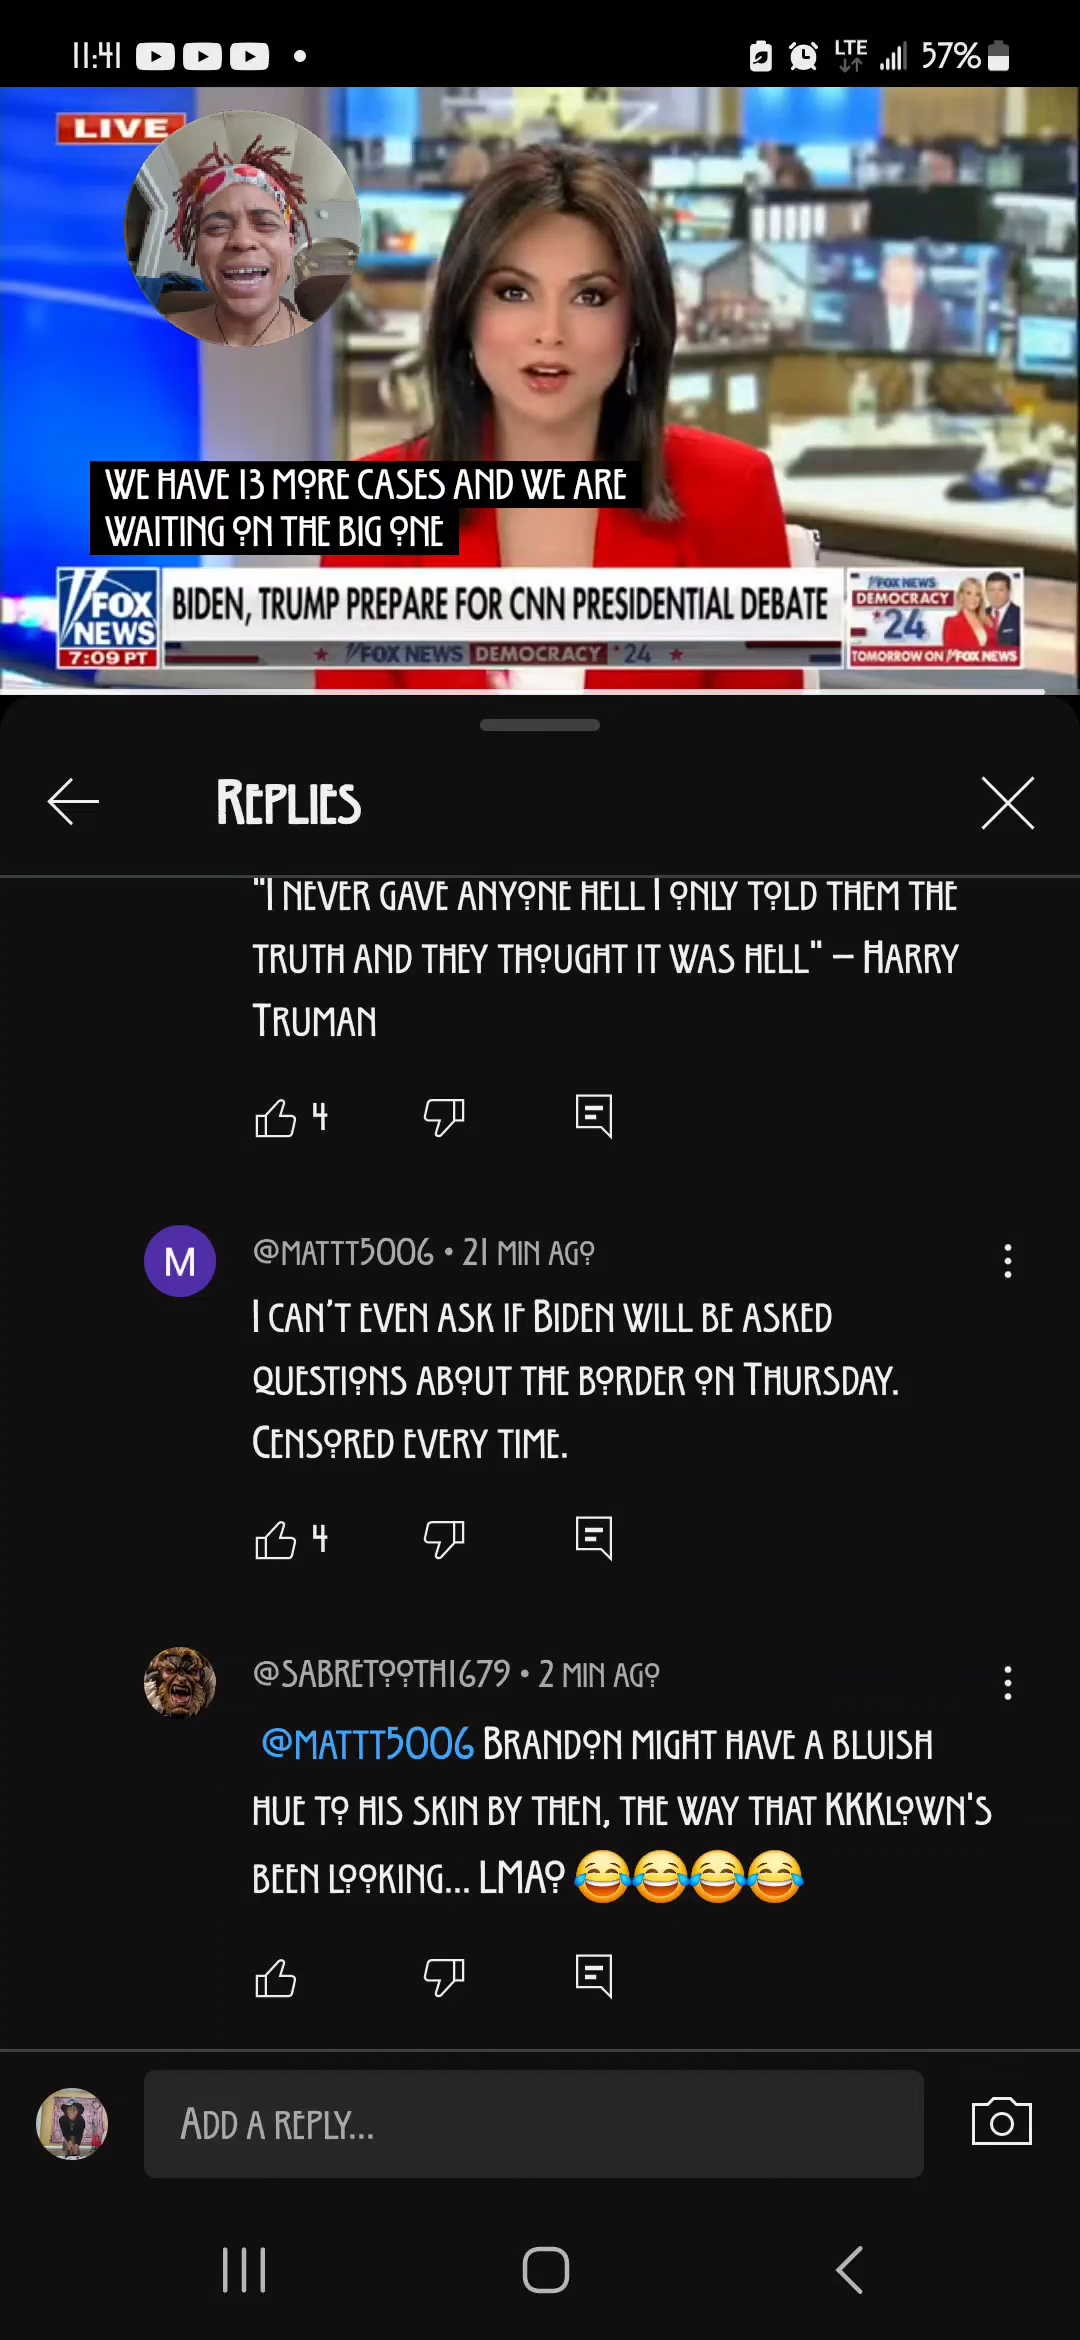 11:41 LTE 57%
LIVE
WE HAVE 13 MORE CASES AND WE ARE
WAITING ON THE BIG ONE
FOX
NEWS
7:09 PT
BIDEN, TRUMP PREPARE FOR CNN PRESIDENTIAL DEBATE
FOX NEWS DEMOCRACY '24
FOX NEWS
DEMOCRACY
'24
TOMORROW ON FOX NEWS
REPLIES
"I NEVER GAVE ANYONE HELL I ONLY TOLD THEM THE
TRUTH AND THEY THOUGHT IT WAS HELL" – HARRY
TRUMAN
4
M
@MATTT5006 • 21 MIN AGO
I CAN'T EVEN ASK IF BIDEN WILL BE ASKED
QUESTIONS ABOUT THE BORDER ON THURSDAY.
CENSORED EVERY TIME.
4
@SABRETOOTH1679 • 2 MIN AGO
@MATTT5006 BRANDON MIGHT HAVE A BLUISH
HUE TO HIS SKIN BY THEN, THE WAY THAT KKKLOWN'S
BEEN LOOKING... LMAO 😂😂😂😂
ADD A REPLY...